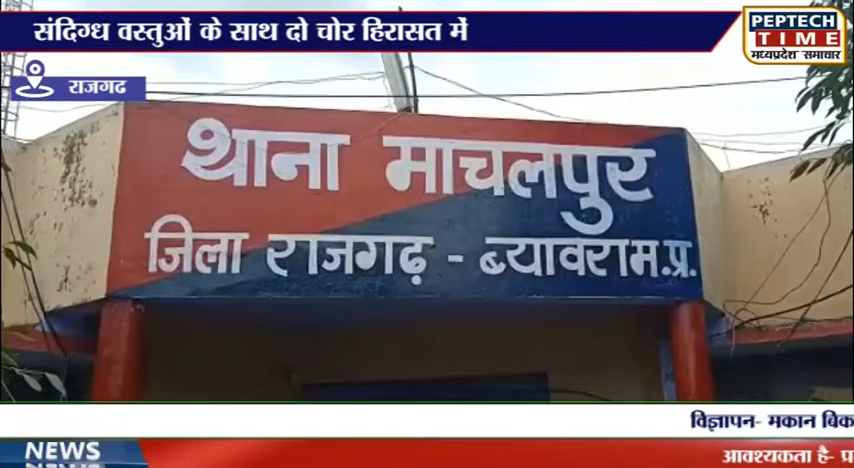 संदिग्ध वस्तुओं के साथ दो चोर हिरासत में
PEPTECH
TIME
मध्यप्रदेश समाचार
राजगढ
थाना माचलपुर
जिला राजगढ़ - ब्यावरा म.प्र.
विज्ञापन- मकान बिक
NEWS
आवश्यकता है- प्र